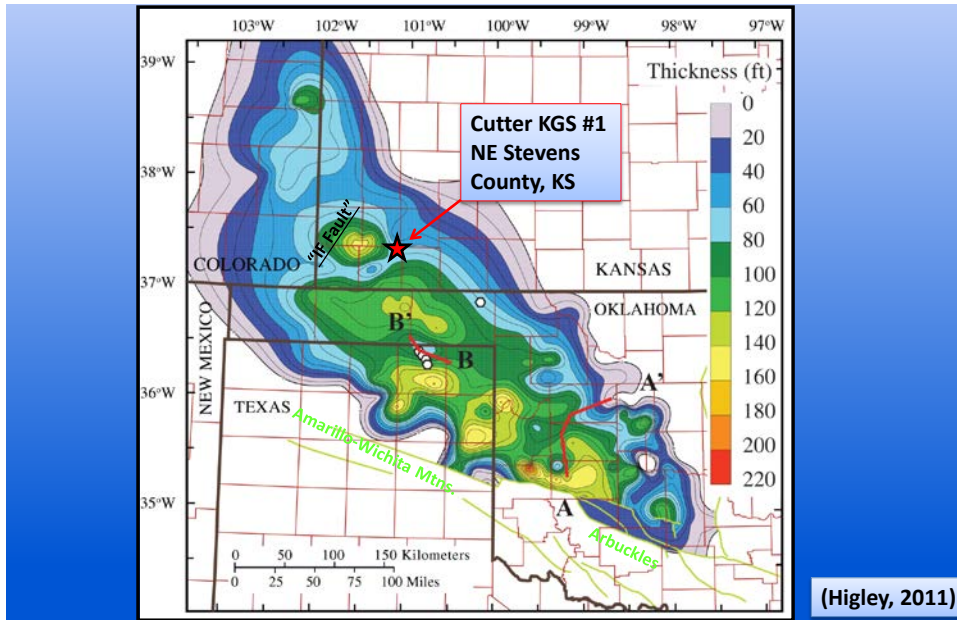 103°W 102°W 101°W 100°W 99°W 98°W 97°W
39°W
38°W
37°W
36°W
35°W
Thickness (ft)
0
20
40
60
80
100
120
140
160
180
200
220
Cutter KGS #1
NE Stevens
County, KS
"IF Fault"
COLORADO
KANSAS
OKLAHOMA
NEW MEXICO
TEXAS
B'
B
A'
A
Amarillo-Wichita Mtns.
Arbuckles
0 50 100 150 Kilometers
0 25 50 75 100 Miles
(Higley, 2011)